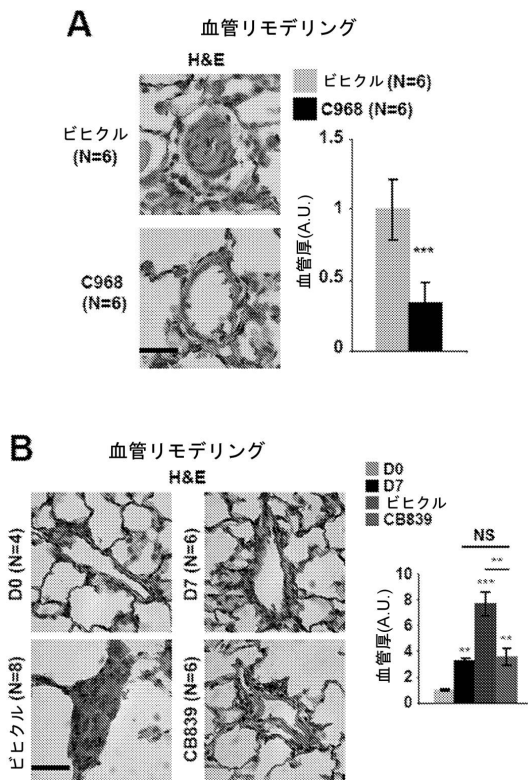 A
血管リモデリング
H&E
ビヒクル
(N=6)
C968
(N=6)
ビヒクル (N=6)
C968 (N=6)
血管厚(A.U.)
1.5
1
0.5
0
***
B
血管リモデリング
H&E
D0 (N=4)
D7 (N=6)
ビヒクル (N=8)
CB839 (N=6)
D0
D7
ビヒクル
CB839
NS
**
血管厚(A.U.)
10
8
6
4
2
0
**
***
**